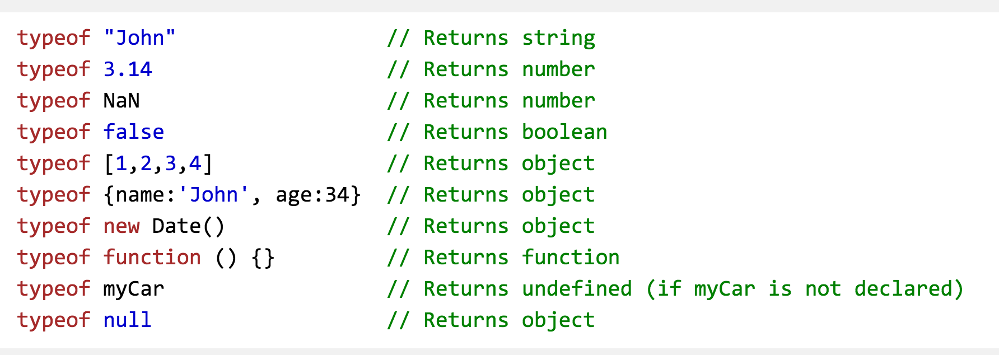 typeof "John"                 // Returns string
typeof 3.14                   // Returns number
typeof NaN                    // Returns number
typeof false                  // Returns boolean
typeof [1,2,3,4]              // Returns object
typeof {name:'John', age:34}  // Returns object
typeof new Date()             // Returns object
typeof function () {}         // Returns function
typeof myCar                  // Returns undefined (if myCar is not declared)
typeof null                   // Returns object